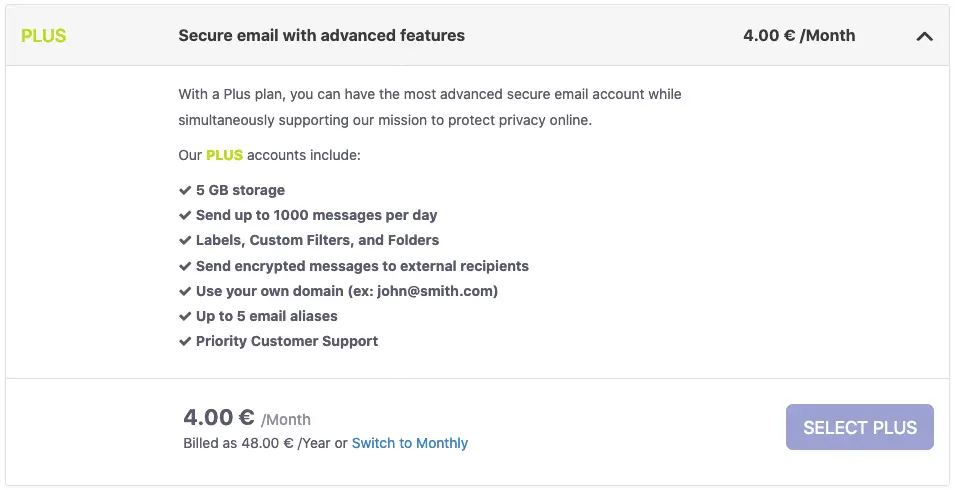 PLUS Secure email with advanced features 4.00 € /Month
With a Plus plan, you can have the most advanced secure email account while
simultaneously supporting our mission to protect privacy online.
Our PLUS accounts include:
✔ 5 GB storage
✔ Send up to 1000 messages per day
✔ Labels, Custom Filters, and Folders
✔ Send encrypted messages to external recipients
✔ Use your own domain (ex: john@smith.com)
✔ Up to 5 email aliases
✔ Priority Customer Support
4.00 € /Month
Billed as 48.00 € /Year or Switch to Monthly
SELECT PLUS